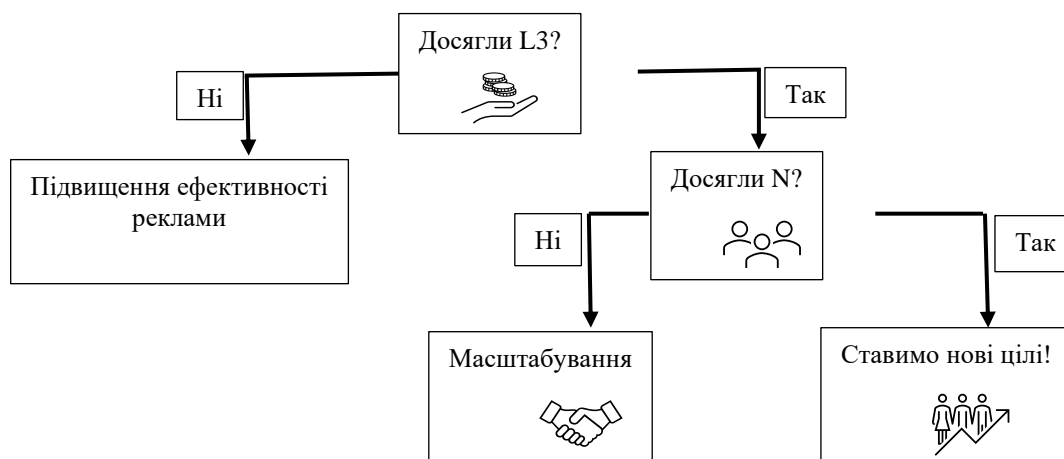 Досягли L3?
Ні
Так
Підвищення ефективності
реклами
Досягли N?
Ні
Так
Масштабування
Ставимо нові цілі!